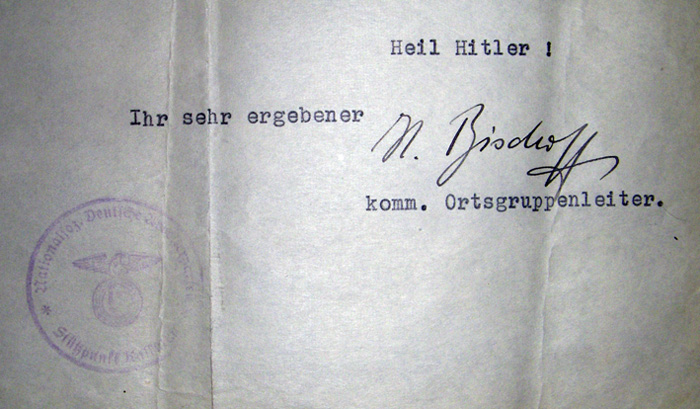 Heil Hitler !
Ihr sehr ergebener
H. Bischoff
komm. Ortsgruppenleiter.
Nationalsoz. Deutsche
Stützpunkt